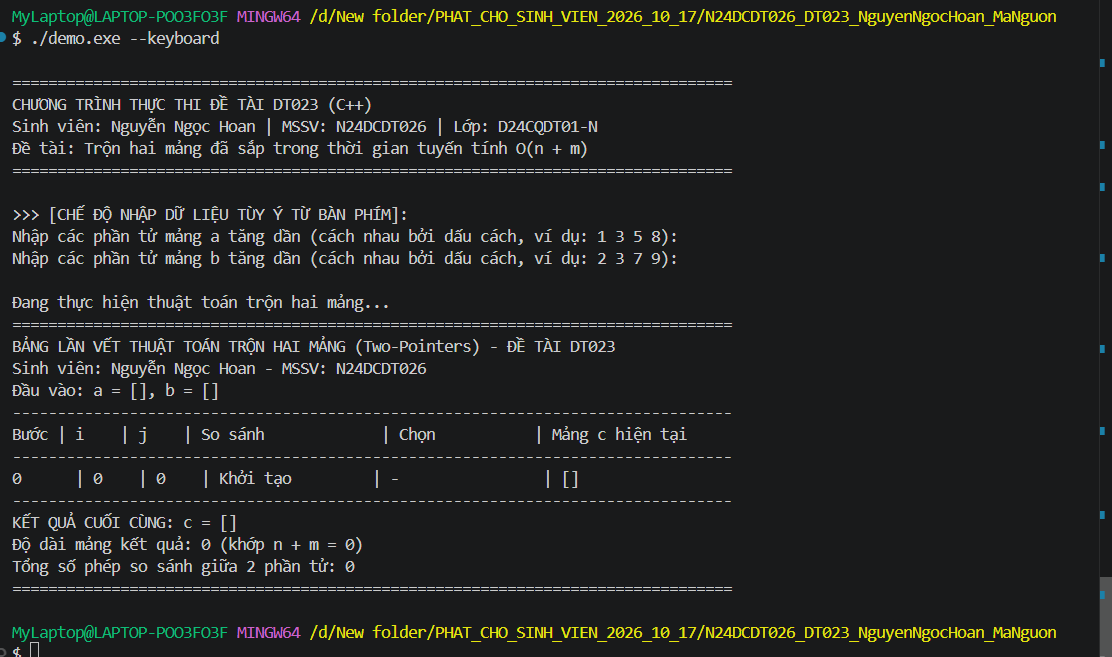 MyLaptop@LAPTOP-POO3FO3F MINGW64 /d/New folder/PHAT_CHO_SINH_VIEN_2026_10_17/N24DCDT026_DT023_NguyenNgocHoan_MaNguon
$ ./demo.exe --keyboard
================================================================================
CHƯƠNG TRÌNH THỰC THI ĐỀ TÀI DT023 (C++)
Sinh viên: Nguyễn Ngọc Hoan | MSSV: N24DCDT026 | Lớp: D24CQDT01-N
Đề tài: Trộn hai mảng đã sắp trong thời gian tuyến tính O(n + m)
================================================================================
>>> [CHẾ ĐỘ NHẬP DỮ LIỆU TÙY Ý TỪ BÀN PHÍM]:
Nhập các phần tử mảng a tăng dần (cách nhau bởi dấu cách, ví dụ: 1 3 5 8):
Nhập các phần tử mảng b tăng dần (cách nhau bởi dấu cách, ví dụ: 2 3 7 9):
Đang thực hiện thuật toán trộn hai mảng...
================================================================================
BẢNG LẦN VẾT THUẬT TOÁN TRỘN HAI MẢNG (Two-Pointers) - ĐỀ TÀI DT023
Sinh viên: Nguyễn Ngọc Hoan - MSSV: N24DCDT026
Đầu vào: a = [], b = []
--------------------------------------------------------------------------------
Bước | i    | j    | So sánh             | Chọn           | Mảng c hiện tại
--------------------------------------------------------------------------------
0      | 0    | 0    | Khởi tạo         | -                | []
--------------------------------------------------------------------------------
KẾT QUẢ CUỐI CÙNG: c = []
Độ dài mảng kết quả: 0 (khớp n + m = 0)
Tổng số phép so sánh giữa 2 phần tử: 0
================================================================================
MyLaptop@LAPTOP-POO3FO3F MINGW64 /d/New folder/PHAT_CHO_SINH_VIEN_2026_10_17/N24DCDT026_DT023_NguyenNgocHoan_MaNguon
$